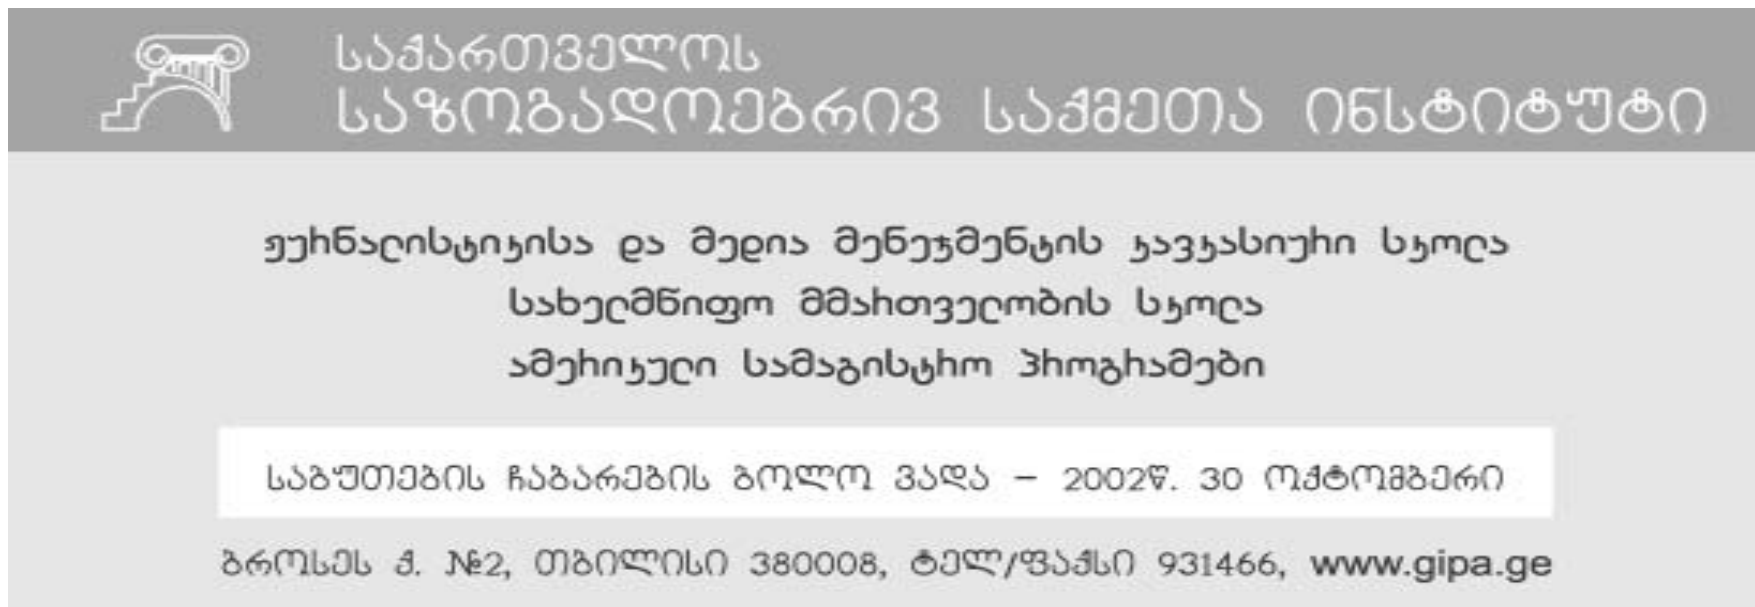 საქართველოს
საზოგადოებრივ საქმეთა ინსტიტუტი
ჟურნალისტიკისა და მედია მენეჯმენტის კავკასიური სკოლა
სახელმწიფო მმართველობის სკოლა
ამერიკული სამაგისტრო პროგრამები
საბუთების ჩაბარების ბოლო ვადა – 2002წ. 30 ოქტომბერი
ბროსეს ქ. №2, თბილისი 380008, ტელ/ფაქსი 931466, www.gipa.ge